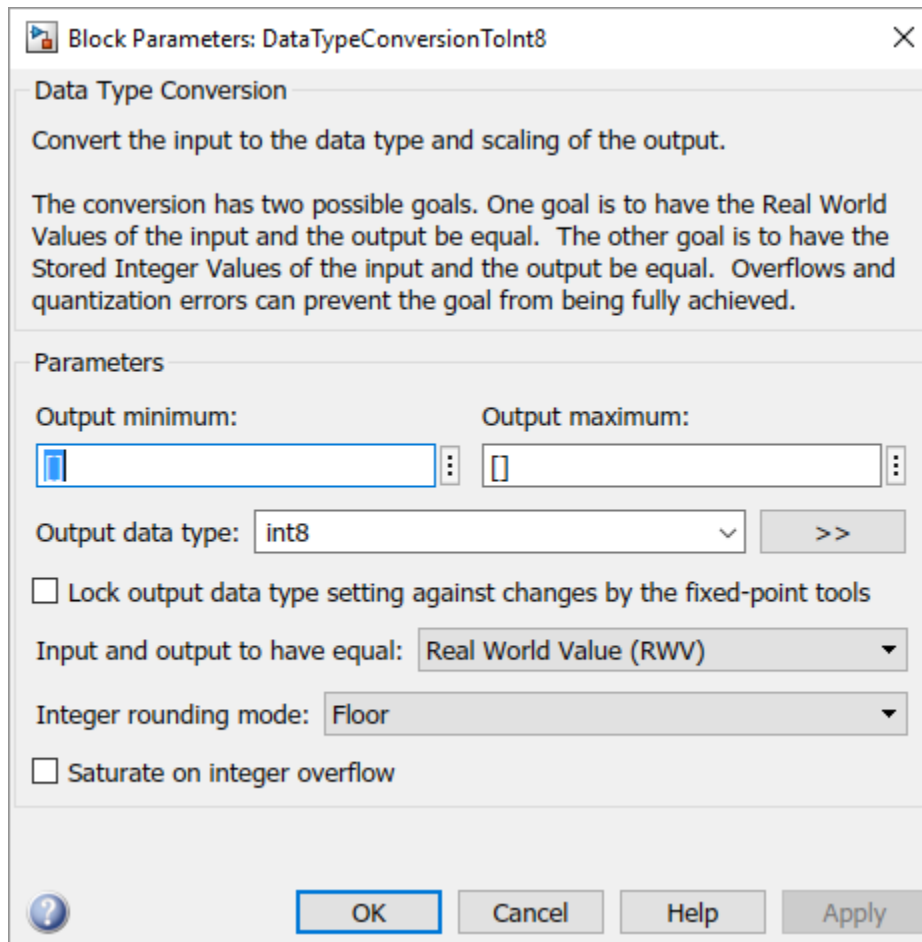 Block Parameters: DataTypeConversionToInt8
Data Type Conversion
Convert the input to the data type and scaling of the output.
The conversion has two possible goals. One goal is to have the Real World
Values of the input and the output be equal.  The other goal is to have the
Stored Integer Values of the input and the output be equal.  Overflows and
quantization errors can prevent the goal from being fully achieved.
Parameters
Output minimum: Output maximum:
[] []
Output data type: int8 >>
Lock output data type setting against changes by the fixed-point tools
Input and output to have equal: Real World Value (RWV)
Integer rounding mode: Floor
Saturate on integer overflow
OK Cancel Help Apply